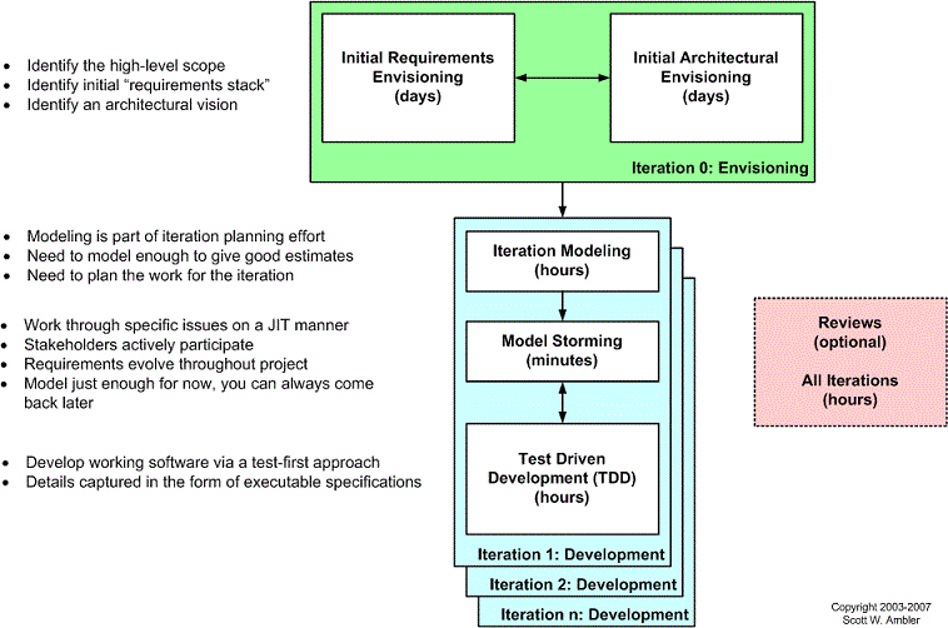 Initial Requirements
Envisioning
(days)
Initial Architectural
Envisioning
(days)
Iteration 0: Envisioning
• Identify the high-level scope
• Identify initial “requirements stack”
• Identify an architectural vision
• Modeling is part of iteration planning effort
• Need to model enough to give good estimates
• Need to plan the work for the iteration
Iteration Modeling
(hours)
• Work through specific issues on a JIT manner
• Stakeholders actively participate
• Requirements evolve throughout project
• Model just enough for now, you can always come
back later
Model Storming
(minutes)
• Develop working software via a test-first approach
• Details captured in the form of executable specifications
Test Driven
Development (TDD)
(hours)
Iteration 1: Development
Iteration 2: Development
Iteration n: Development
Reviews
(optional)
All Iterations
(hours)
Copyright 2003-2007
Scott W. Ambler